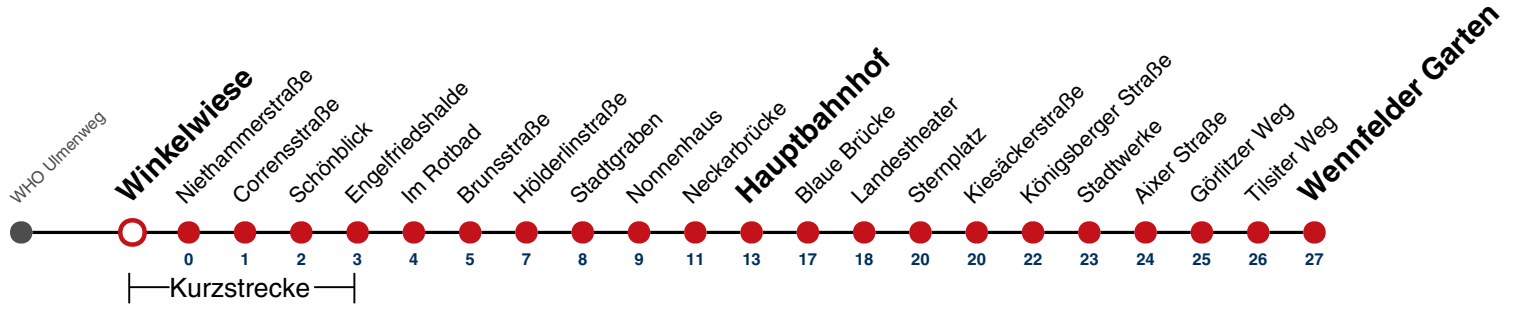 WHO Ulmenweg
Winkelwiese
Niethammerstraße
Corrensstraße
Schönblick
Engelfriedshalde
Im Rotbad
Brunsstraße
Hölderlinstraße
Stadtgraben
Nonnenhaus
Neckarbrücke
Hauptbahnhof
Blaue Brücke
Landestheater
Sternplatz
Kiesäckerstraße
Königsberger Straße
Stadtwerke
Aixer Straße
Görlitzer Weg
Tilsiter Weg
Wennfelder Garten
0 1 2 3 4 5 7 8 9 11 13 17 18 20 20 22 23 24 25 26 27
Kurzstrecke